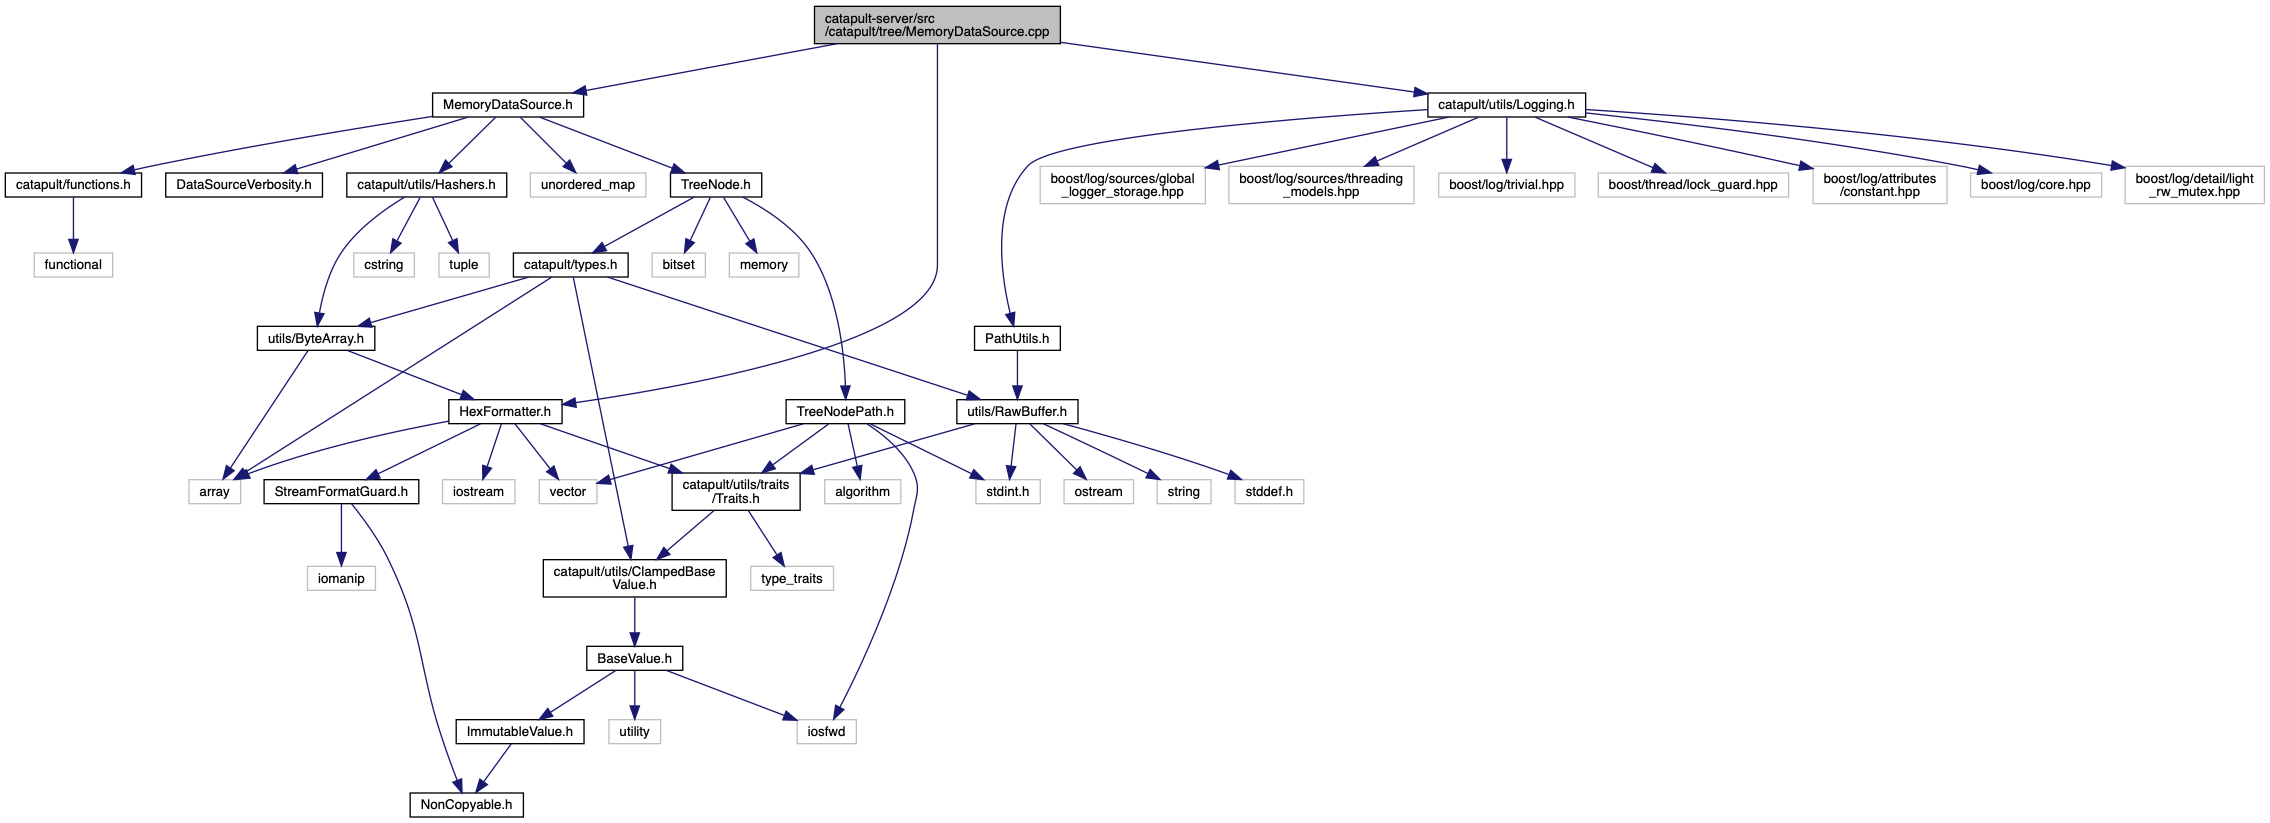 catapult-server/src
/catapult/tree/MemoryDataSource.cpp
MemoryDataSource.h
catapult/utils/Logging.h
catapult/functions.h
DataSourceVerbosity.h
catapult/utils/Hashers.h
unordered_map
TreeNode.h
boost/log/sources/global
_logger_storage.hpp
boost/log/sources/threading
_models.hpp
boost/log/trivial.hpp
boost/thread/lock_guard.hpp
boost/log/attributes
/constant.hpp
boost/log/core.hpp
boost/log/detail/light
_rw_mutex.hpp
functional
cstring
tuple
catapult/types.h
bitset
memory
utils/ByteArray.h
PathUtils.h
HexFormatter.h
TreeNodePath.h
utils/RawBuffer.h
array
StreamFormatGuard.h
iostream
vector
catapult/utils/traits
/Traits.h
algorithm
stdint.h
ostream
string
stddef.h
iomanip
catapult/utils/ClampedBase
Value.h
type_traits
BaseValue.h
ImmutableValue.h
utility
iosfwd
NonCopyable.h